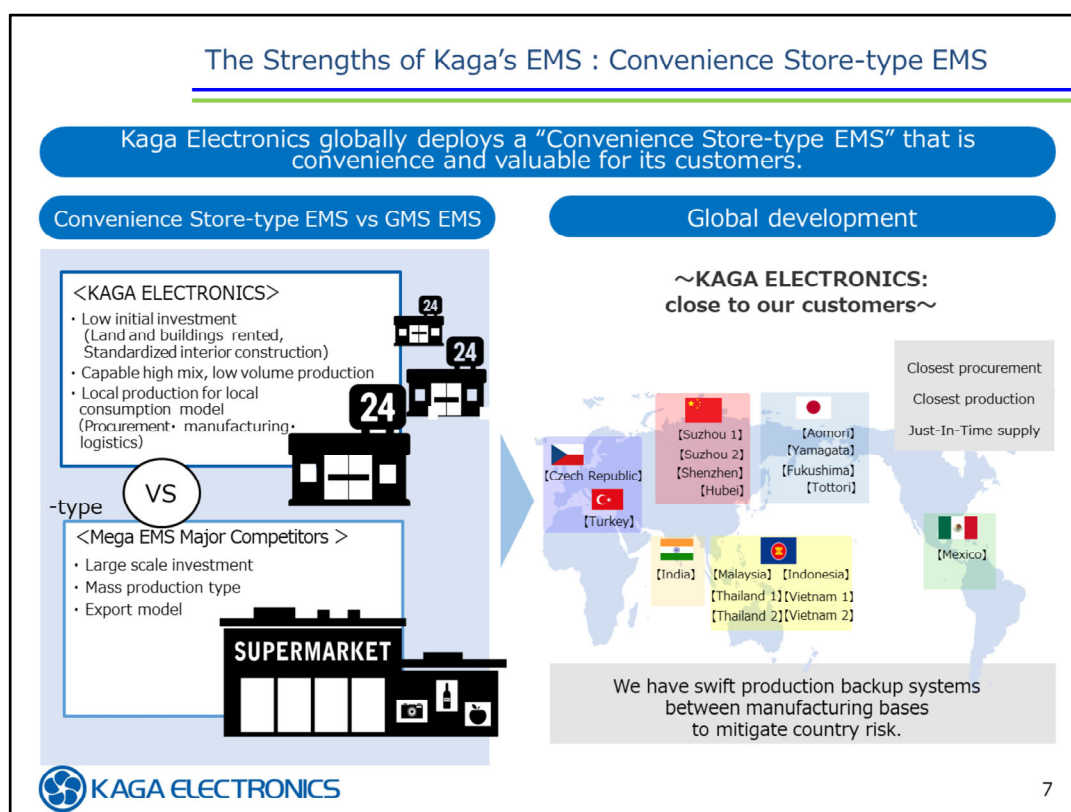 The Strengths of Kaga's EMS : Convenience Store-type EMS
Kaga Electronics globally deploys a “Convenience Store-type EMS” that is
convenience and valuable for its customers.
Convenience Store-type EMS vs GMS EMS
<KAGA ELECTRONICS>
・Low initial investment
(Land and buildings rented,
Standardized interior construction)
・Capable high mix, low volume production
・Local production for local
consumption model
(Procurement・manufacturing・
logistics)
24
24
24
VS
-type
<Mega EMS Major Competitors >
・Large scale investment
・Mass production type
・Export model
SUPERMARKET
Global development
～KAGA ELECTRONICS:
close to our customers～
Closest procurement
Closest production
Just-In-Time supply
【Czech Republic】
【Turkey】
【Suzhou 1】
【Suzhou 2】
【Shenzhen】
【Hubei】
【Aomori】
【Yamagata】
【Fukushima】
【Tottori】
【India】
【Malaysia】 【Indonesia】
【Thailand 1】【Vietnam 1】
【Thailand 2】【Vietnam 2】
【Mexico】
We have swift production backup systems
between manufacturing bases
to mitigate country risk.
KAGA ELECTRONICS
7